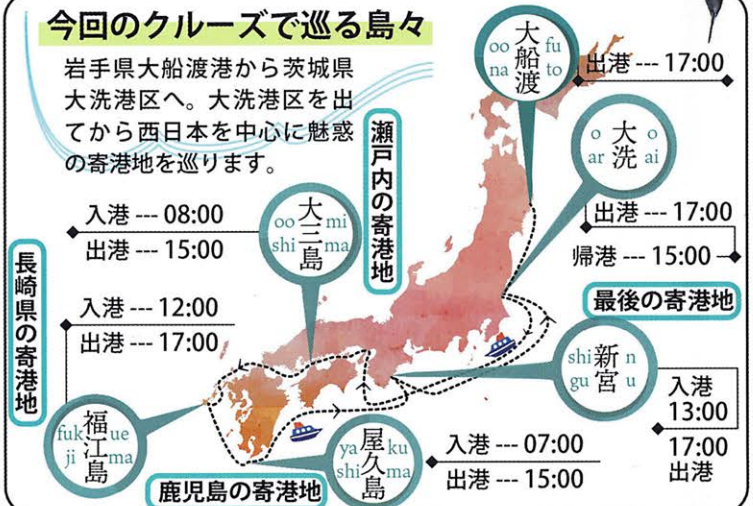 今回のクルーズで巡る島々
岩手県大船渡港から茨城県
大洗港区へ。大洗港区を出
てから西日本を中心に魅惑
の寄港地を巡ります。
大船渡
oo fu
na to
出港 --- 17:00
大洗
o o
ar ai
出港 --- 17:00
帰港 --- 15:00
瀬戸内の寄港地
大三島
oo mi
shi ma
入港 --- 08:00
出港 --- 15:00
長崎県の寄港地
入港 --- 12:00
出港 --- 17:00
福江島
fuk ue
ji ma
鹿児島の寄港地
屋久島
ya ku
shi ma
入港 --- 07:00
出港 --- 15:00
最後の寄港地
新宮
shi n
gu u
入港
13:00
17:00
出港